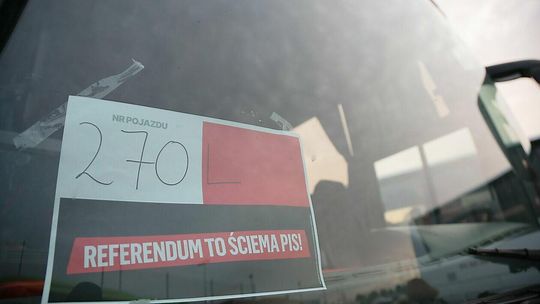 NR POJAZDU
270 L
REFERENDUM TO ŚCIEMA PIS!